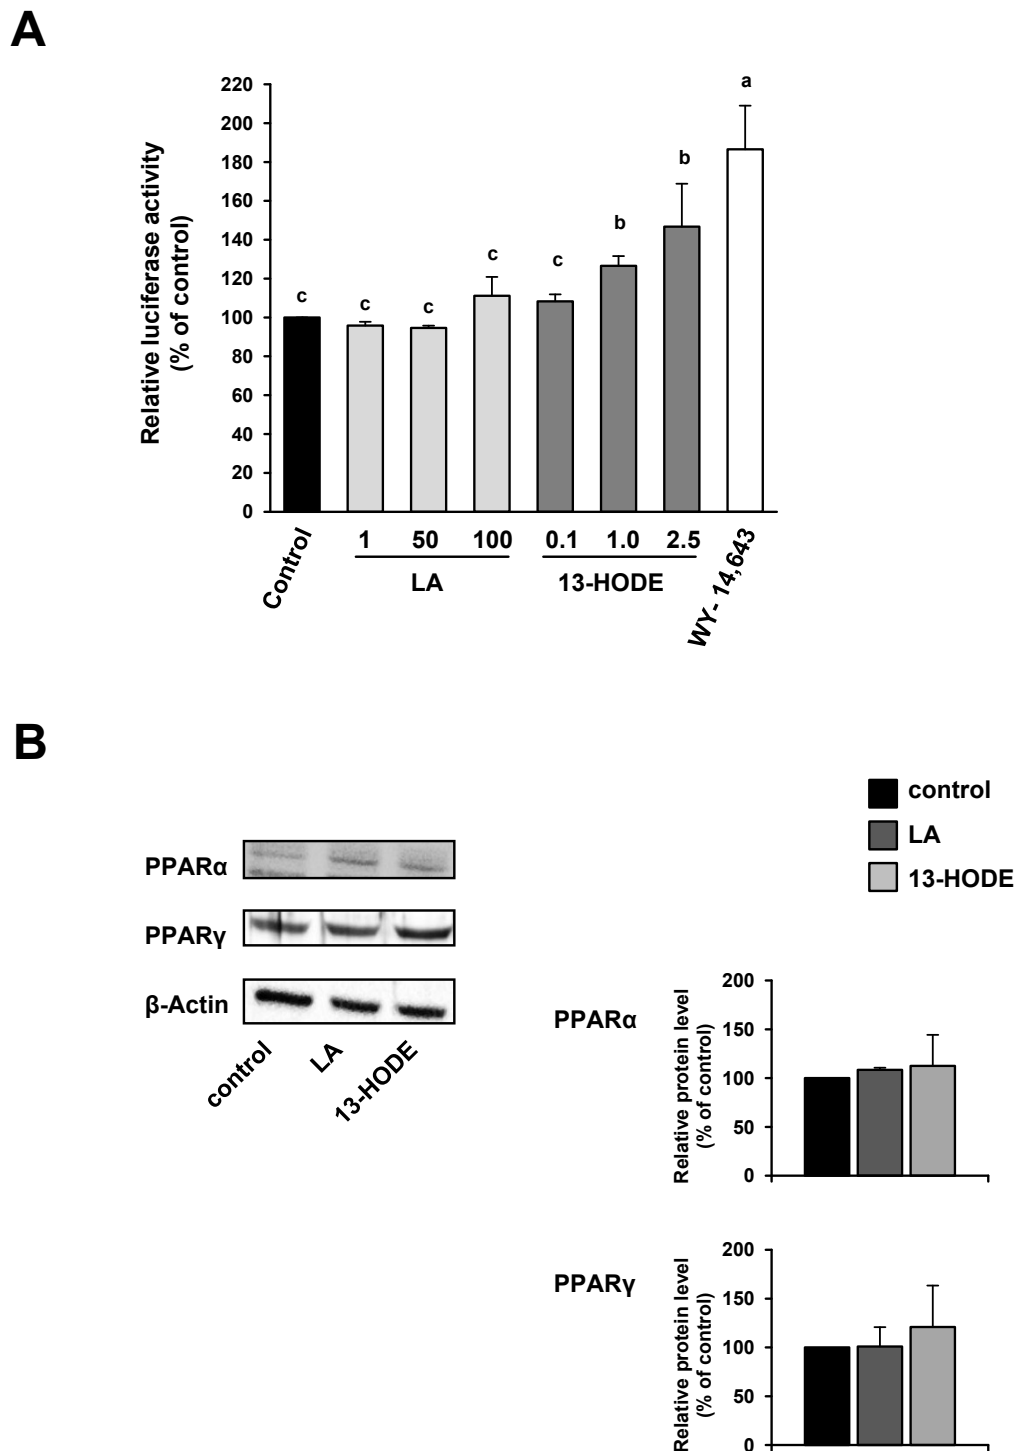 A
Relative luciferase activity
(% of control)
220
200
180
160
140
120
100
80
60
40
20
0
c
c
c
c
c
b
b
a
Control
1 50 100 0.1 1.0 2.5
LA 13-HODE
WY- 14,643
B
control
LA
13-HODE
PPARα
PPARγ
β-Actin
control LA 13-HODE
PPARα
Relative protein level
(% of control)
200
150
100
50
0
PPARγ
Relative protein level
(% of control)
200
150
100
50
0